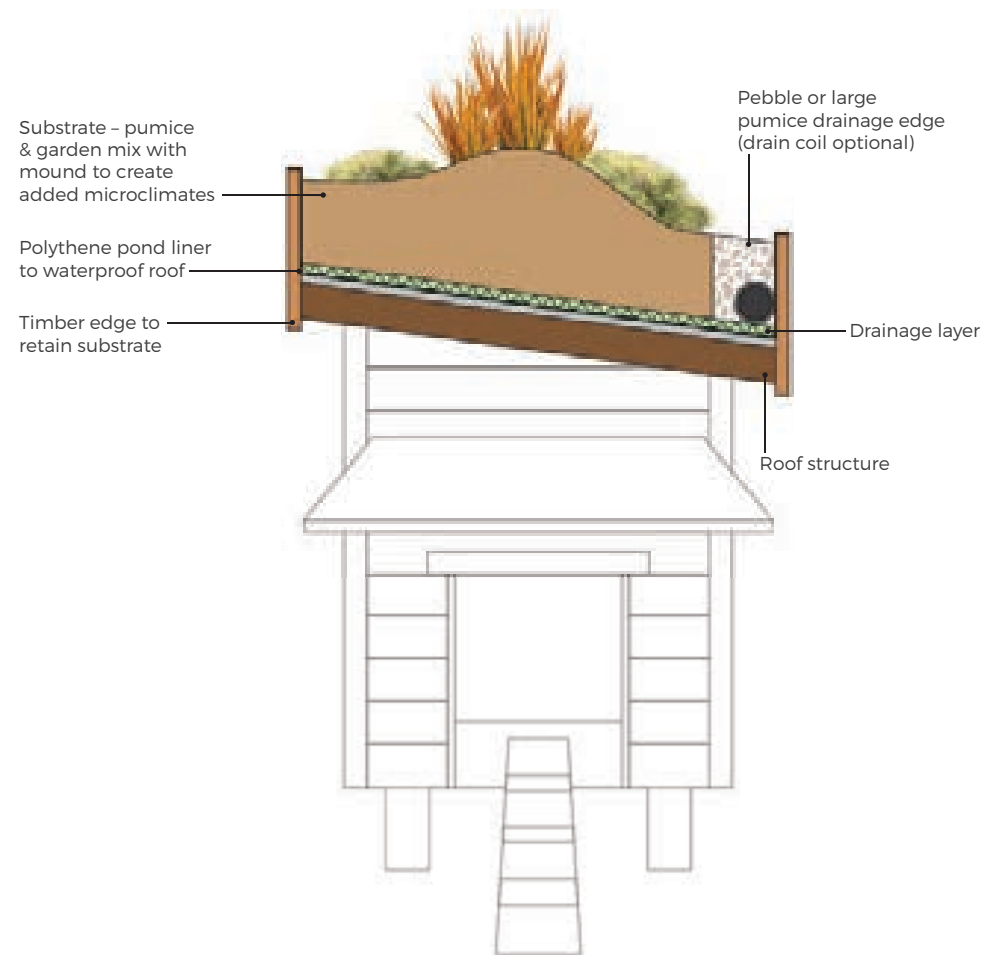 Substrate – pumice
& garden mix with
mound to create
added microclimates
Polythene pond liner
to waterproof roof
Timber edge to
retain substrate
Pebble or large
pumice drainage edge
(drain coil optional)
Drainage layer
Roof structure